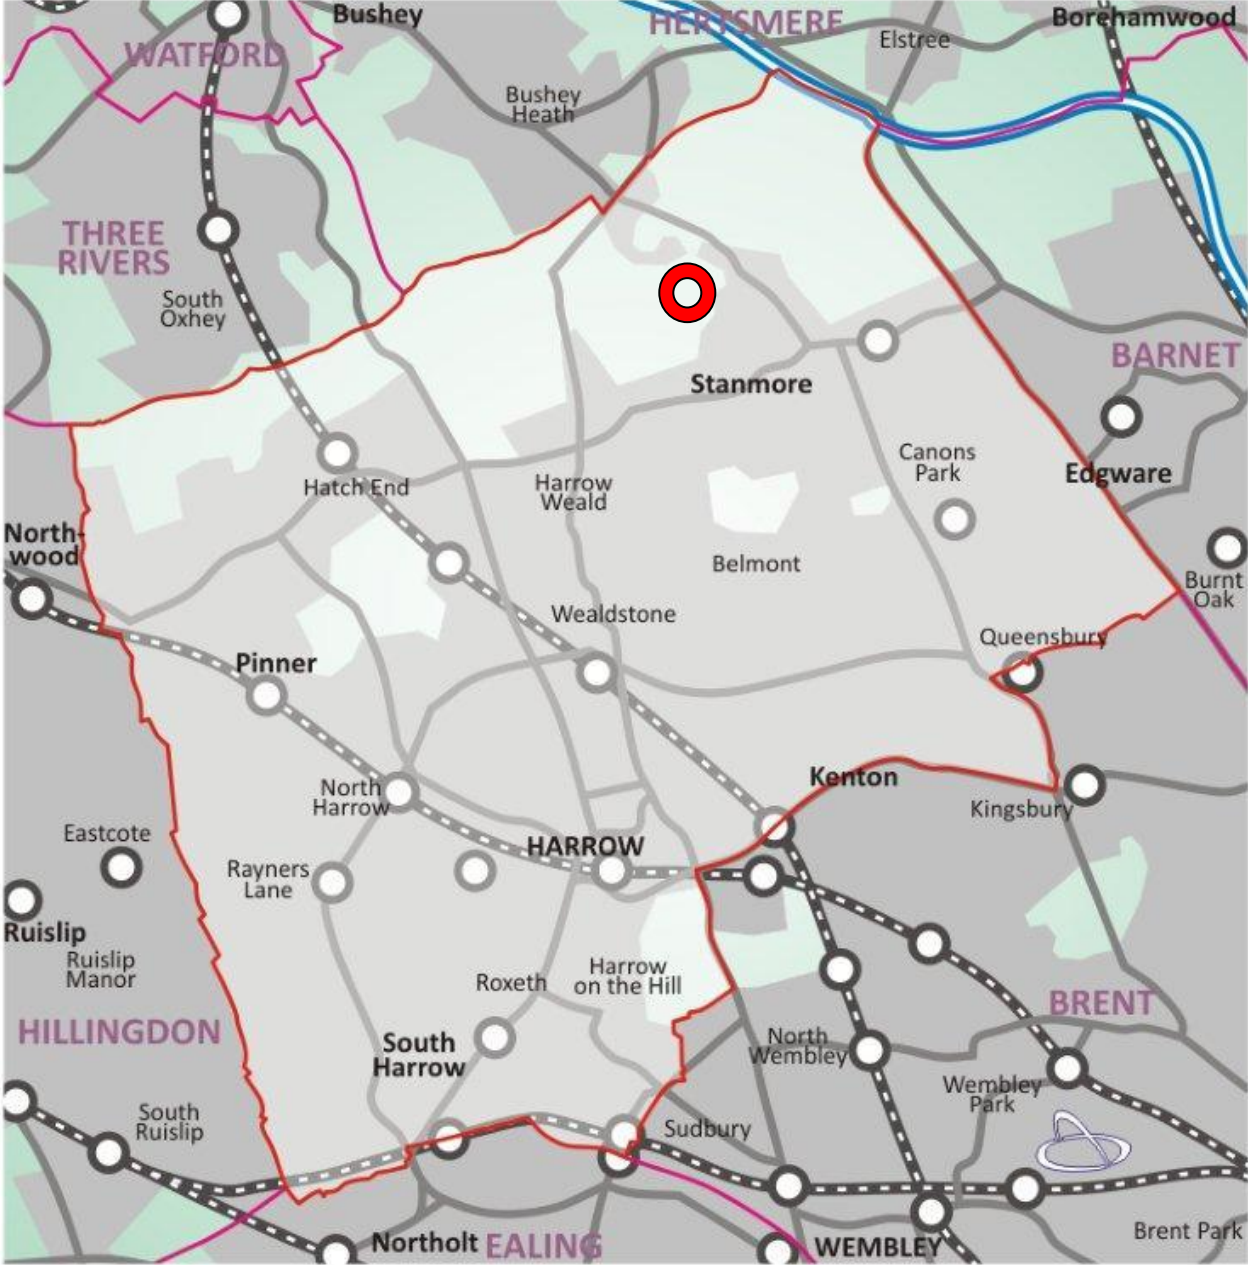 Bushey
HERTSMERE
Borehamwood
WATFORD
Elstree
Bushey
Heath
THREE
RIVERS
South
Oxhey
BARNET
Stanmore
Canons
Park
Edgware
Hatch End
Harrow
Weald
North-
wood
Belmont
Burnt
Oak
Wealdstone
Queensbury
Pinner
Kenton
North
Harrow
Kingsbury
Eastcote
HARROW
Rayners
Lane
Ruislip
Ruislip
Manor
Roxeth
Harrow
on the Hill
BRENT
HILLINGDON
South
Harrow
North
Wembley
Wembley
Park
South
Ruislip
Sudbury
Brent Park
Northolt
EALING
WEMBLEY